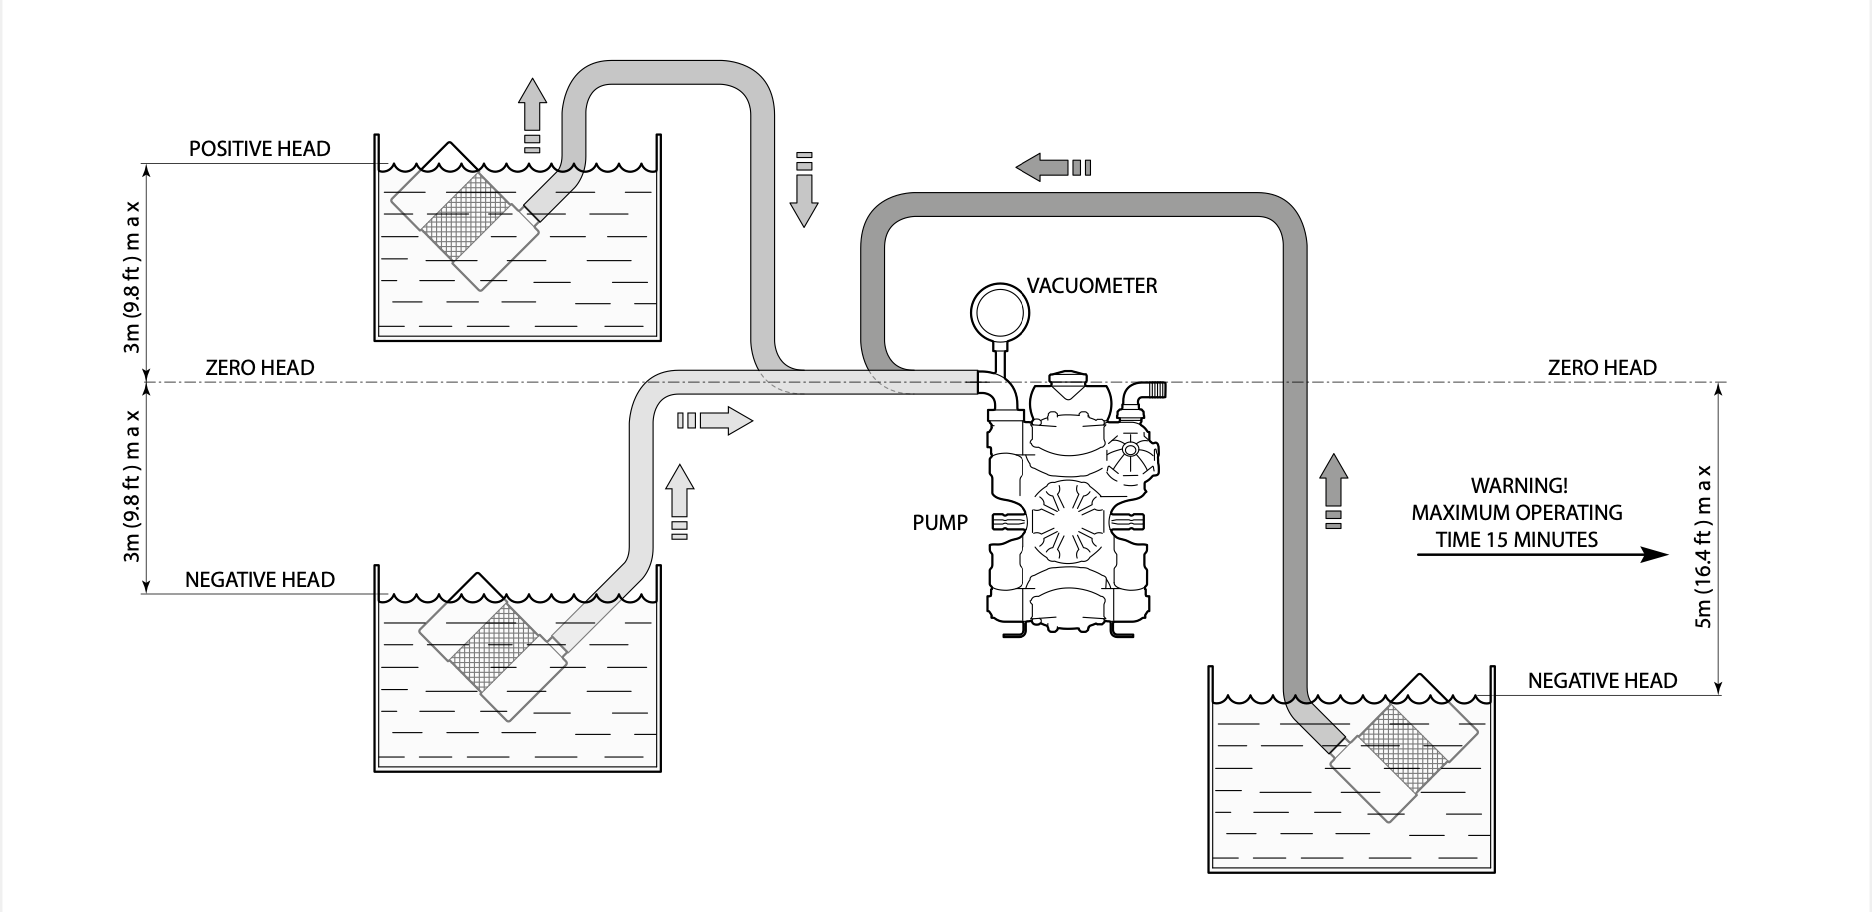 POSITIVE HEAD
3m (9.8 ft ) m a x
ZERO HEAD
3m (9.8 ft ) m a x
NEGATIVE HEAD
VACUOMETER
PUMP
ZERO HEAD
WARNING!
MAXIMUM OPERATING
TIME 15 MINUTES
5m (16.4 ft ) m a x
NEGATIVE HEAD